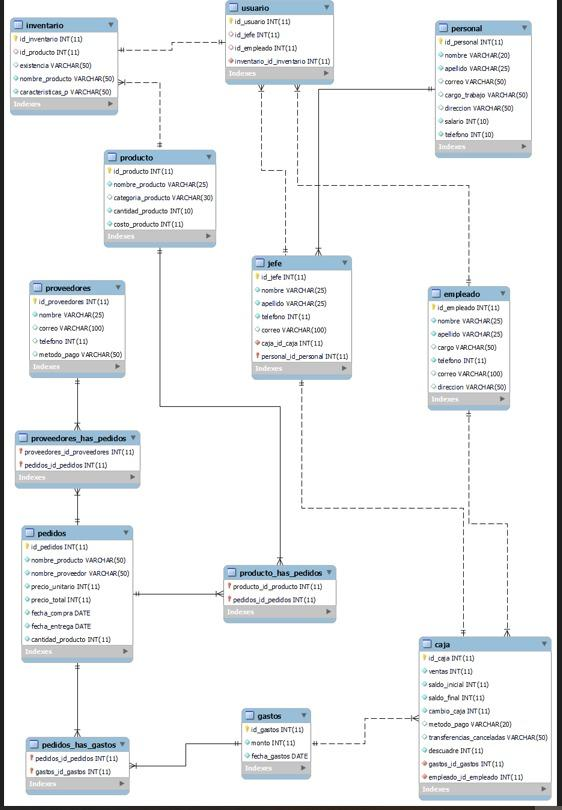 inventario
id_inventario INT(11)
id_producto INT(11)
existencia VARCHAR(50)
nombre_producto VARCHAR(50)
caracteristicas_p VARCHAR(50)
Indexes
usuario
id_usuario INT(11)
id_jefe INT(11)
id_empleado INT(11)
inventario_id_inventario INT(11)
Indexes
personal
id_personal INT(11)
nombre VARCHAR(20)
apellido VARCHAR(25)
correo VARCHAR(50)
cargo_trabajo VARCHAR(50)
direccion VARCHAR(50)
salario INT(10)
telefono INT(10)
Indexes
producto
id_producto INT(11)
nombre_producto VARCHAR(25)
categoria_producto VARCHAR(30)
cantidad_producto INT(10)
costo_producto INT(11)
Indexes
proveedores
id_proveedores INT(11)
nombre VARCHAR(25)
correo VARCHAR(100)
telefono INT(11)
metodo_pago VARCHAR(50)
Indexes
jefe
id_jefe INT(11)
nombre VARCHAR(25)
apellido VARCHAR(25)
telefono INT(11)
correo VARCHAR(100)
caja_id_caja INT(11)
personal_id_personal INT(11)
Indexes
empleado
id_empleado INT(11)
nombre VARCHAR(25)
apellido VARCHAR(25)
cargo VARCHAR(50)
telefono INT(11)
correo VARCHAR(100)
direccion VARCHAR(50)
Indexes
proveedores_has_pedidos
proveedores_id_proveedores INT(11)
pedidos_id_pedidos INT(11)
Indexes
pedidos
id_pedidos INT(11)
nombre_producto VARCHAR(50)
nombre_proveedor VARCHAR(50)
precio_unitario INT(11)
precio_total INT(11)
fecha_compra DATE
fecha_entrega DATE
cantidad_producto INT(11)
Indexes
producto_has_pedidos
producto_id_producto INT(11)
pedidos_id_pedidos INT(11)
Indexes
caja
id_caja INT(11)
ventas INT(11)
saldo_inicial INT(11)
saldo_final INT(11)
cambio_caja INT(11)
metodo_pago VARCHAR(20)
transferencias_canceladas VARCHAR(50)
descuadre INT(11)
gastos_id_gastos INT(11)
empleado_id_empleado INT(11)
Indexes
gastos
id_gastos INT(11)
monto INT(11)
fecha_gastos DATE
Indexes
pedidos_has_gastos
pedidos_id_pedidos INT(11)
gastos_id_gastos INT(11)
Indexes